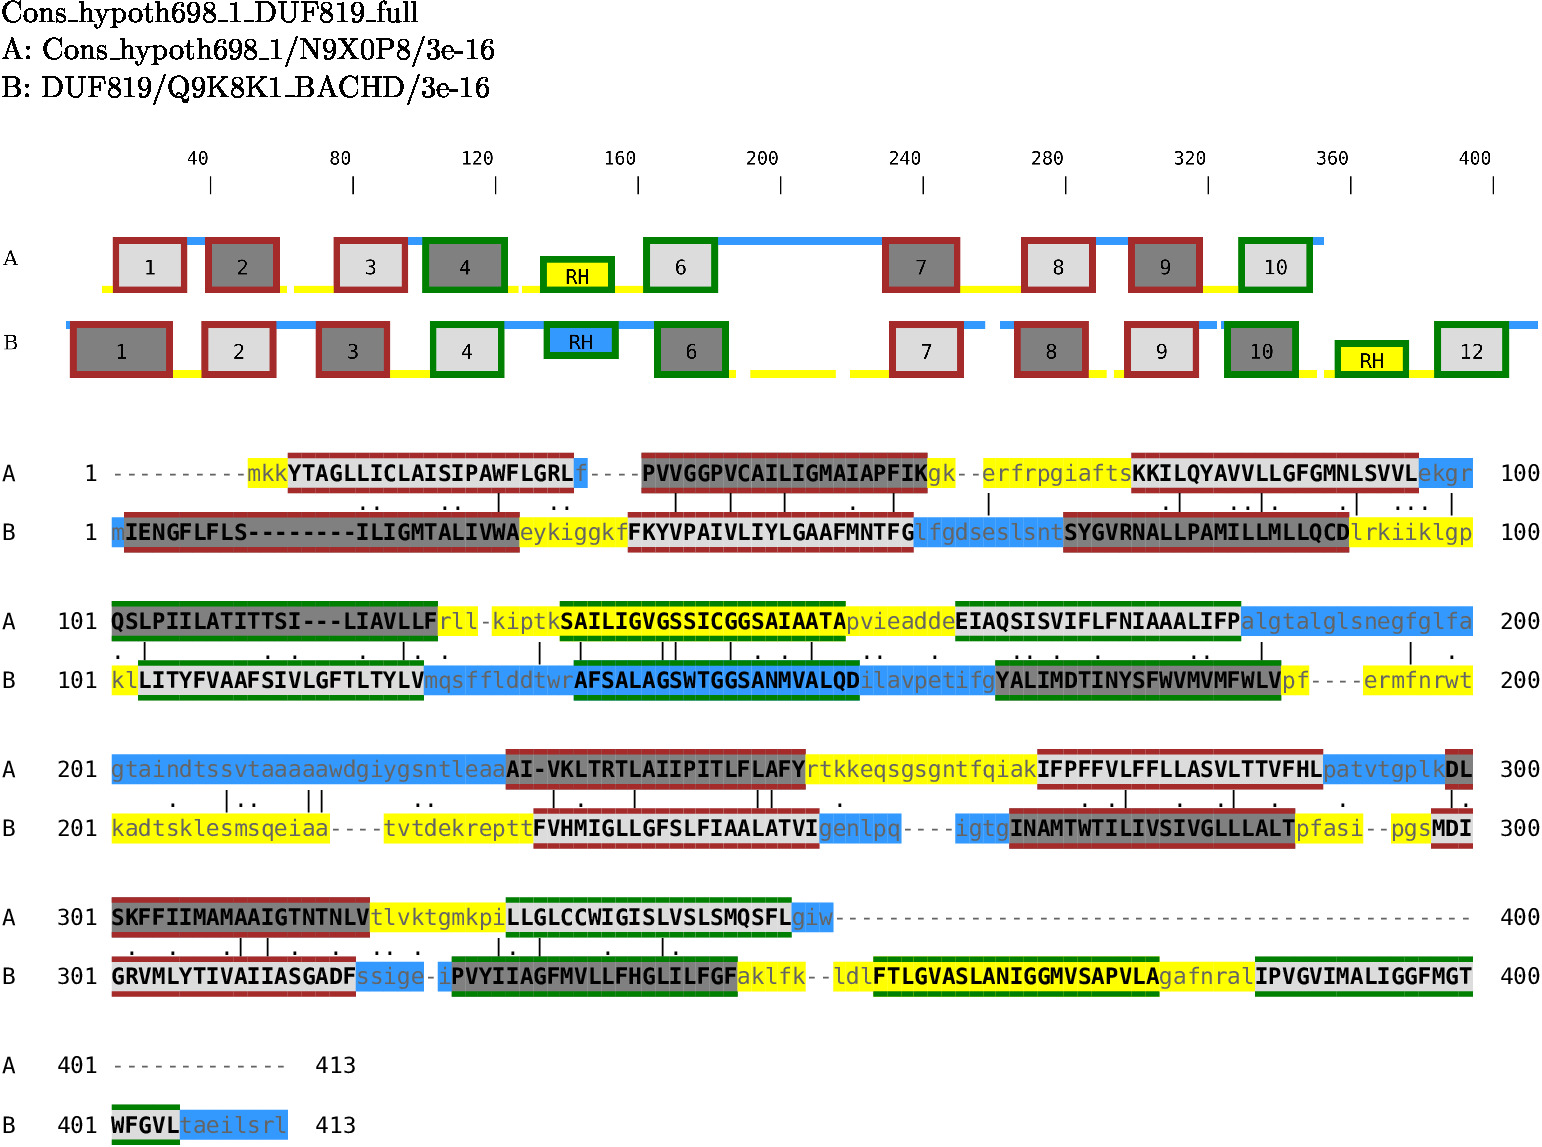 Cons_hypoth698_1_DUF819_full
A: Cons_hypoth698_1/N9X0P8/3e-16
B: DUF819/Q9K8K1_BACHD/3e-16
40 80 120 160 200 240 280 320 360 400
A 1 2 3 4 RH 6 7 8 9 10
B 1 2 3 4 RH 6 7 8 9 10 RH 12
A 1 ----------mkkYTAGLLICLAISIPAWFLGRLf----PVVGGPVCAILIGMAIAPFIKgk--erfrpgiaftsKKILQYAVVLLGFGMNLSVVLekgr 100
B 1 mIENGFLFLS--------ILIGMTALIVWAeykiggkfFKYVPAIVLIYLGAAFMNTFGlfgdseslsntSYGVRNALLPAMILLMLLQCDlrkiiklgp 100
A 101 QSLPIILATITTSI---LIAVLLFrll-kiptkSAILIGVGSSICGGSAIAATApvieaddeEIAQSISVIFLFNIAAALIFPalgtalglsnegfglfa 200
B 101 klLITYFVAAFSIVLGFTLTYLVmqsfflddtwrAFSALAGSWTGGSANMVALQDilavpetifgYALIMDTINYSFWVMVMFWLVpf----ermfnrwt 200
A 201 gtaindtssvtaaaaawdgiygsntleaaAI-VKLTRTLAIIPITLFLAFYrtkkeqsgsgntfqiakIFPFFVLFFLLASVLTTVFHLpatvtgplkDL 300
B 201 kadtsklesmsqeiaa----tvtdekreptTFVHMIGLLGFSLFIAALATVIgenlpq----igtgINAMTWTILIVSIVGLLLALTpfasi--pgsMDI 300
A 301 SKFFIIMAMAAIGTNTNLVtlvktgmkpiLLGLCCWIGISLVSLSMQSFLgiw----------------------------------------------- 400
B 301 GRVMLYTIVAIIASGADFssige-iPVYIIAGFMVLLFHGLILFGFaklfk--ldlFTLGVASLANIGGMVSAPVLAgafnralIPVGVIMALIGGFMGT 400
A 401 ------------- 413
B 401 WFGVLtaeilsrl 413